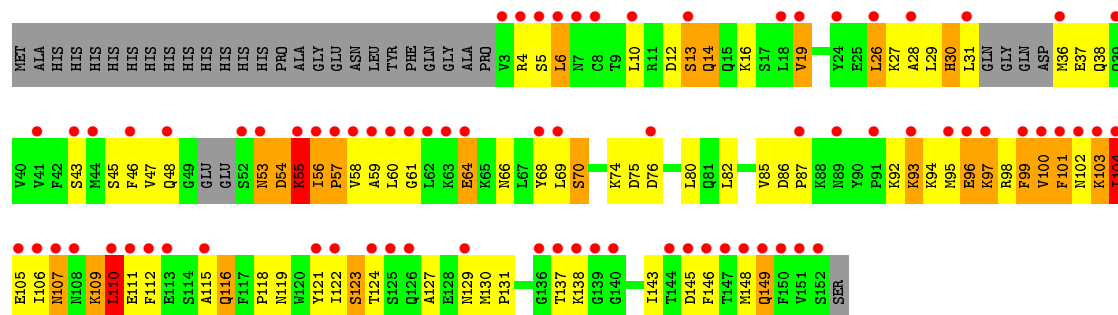 MET ALA HIS HIS HIS HIS HIS HIS HIS HIS HIS HIS HIS HIS PRO ALA GLY GLU ASN LEU TYR PHE GLN GLY ALA PRO V3 R4 S5 L6 N7 C8 T9 L10 R11 D12 S13 Q14 Q15 K16 S17 L18 V19 Y24 E25 L26 K27 A28 L29 H30 L31 GLN GLY GLN ASP M36 E37 Q38 Q39
V40 V41 F42 S43 M44 S45 F46 V47 Q48 G49 GLU GLU S52 N53 D54 K55 I56 P57 V58 A59 L60 G61 L62 K63 E64 K65 N66 L67 Y68 L69 S70 K74 D75 D76 L80 Q81 L82 V85 D86 P87 K88 N89 Y90 P91 K92 K93 K94 M95 E96 K97 R98 F99 V100 F101 N102 K103 I104
E105 I106 N107 N108 K109 L110 E111 F112 E113 S114 A115 Q116 F117 P118 N119 W120 Y121 I122 S123 T124 S125 Q126 A127 E128 N129 M130 P131 G136 T137 K138 G139 G140 I143 T144 D145 F146 T147 M148 Q149 F150 V151 S152 SER